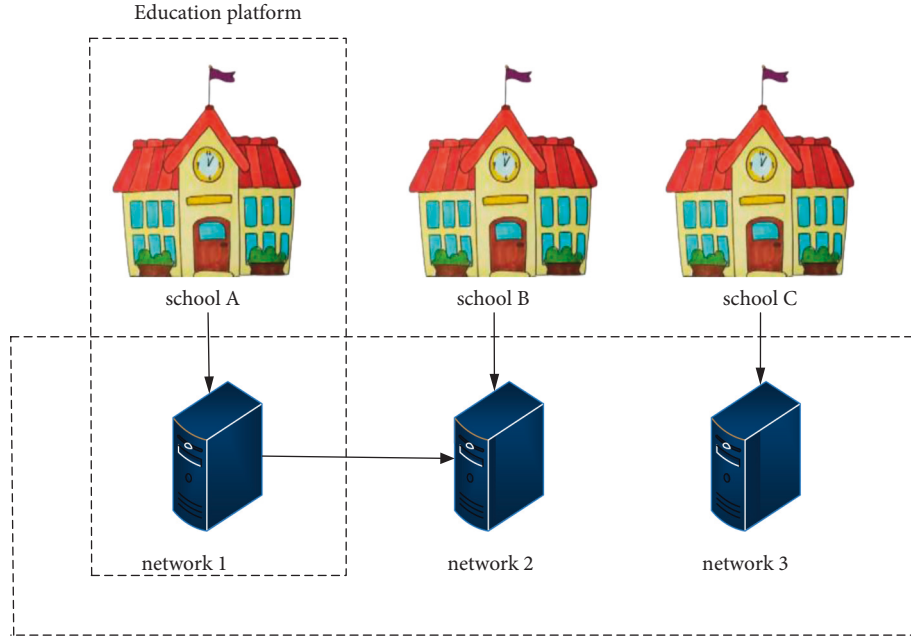 Education platform
school A
school B
school C
network 1
network 2
network 3